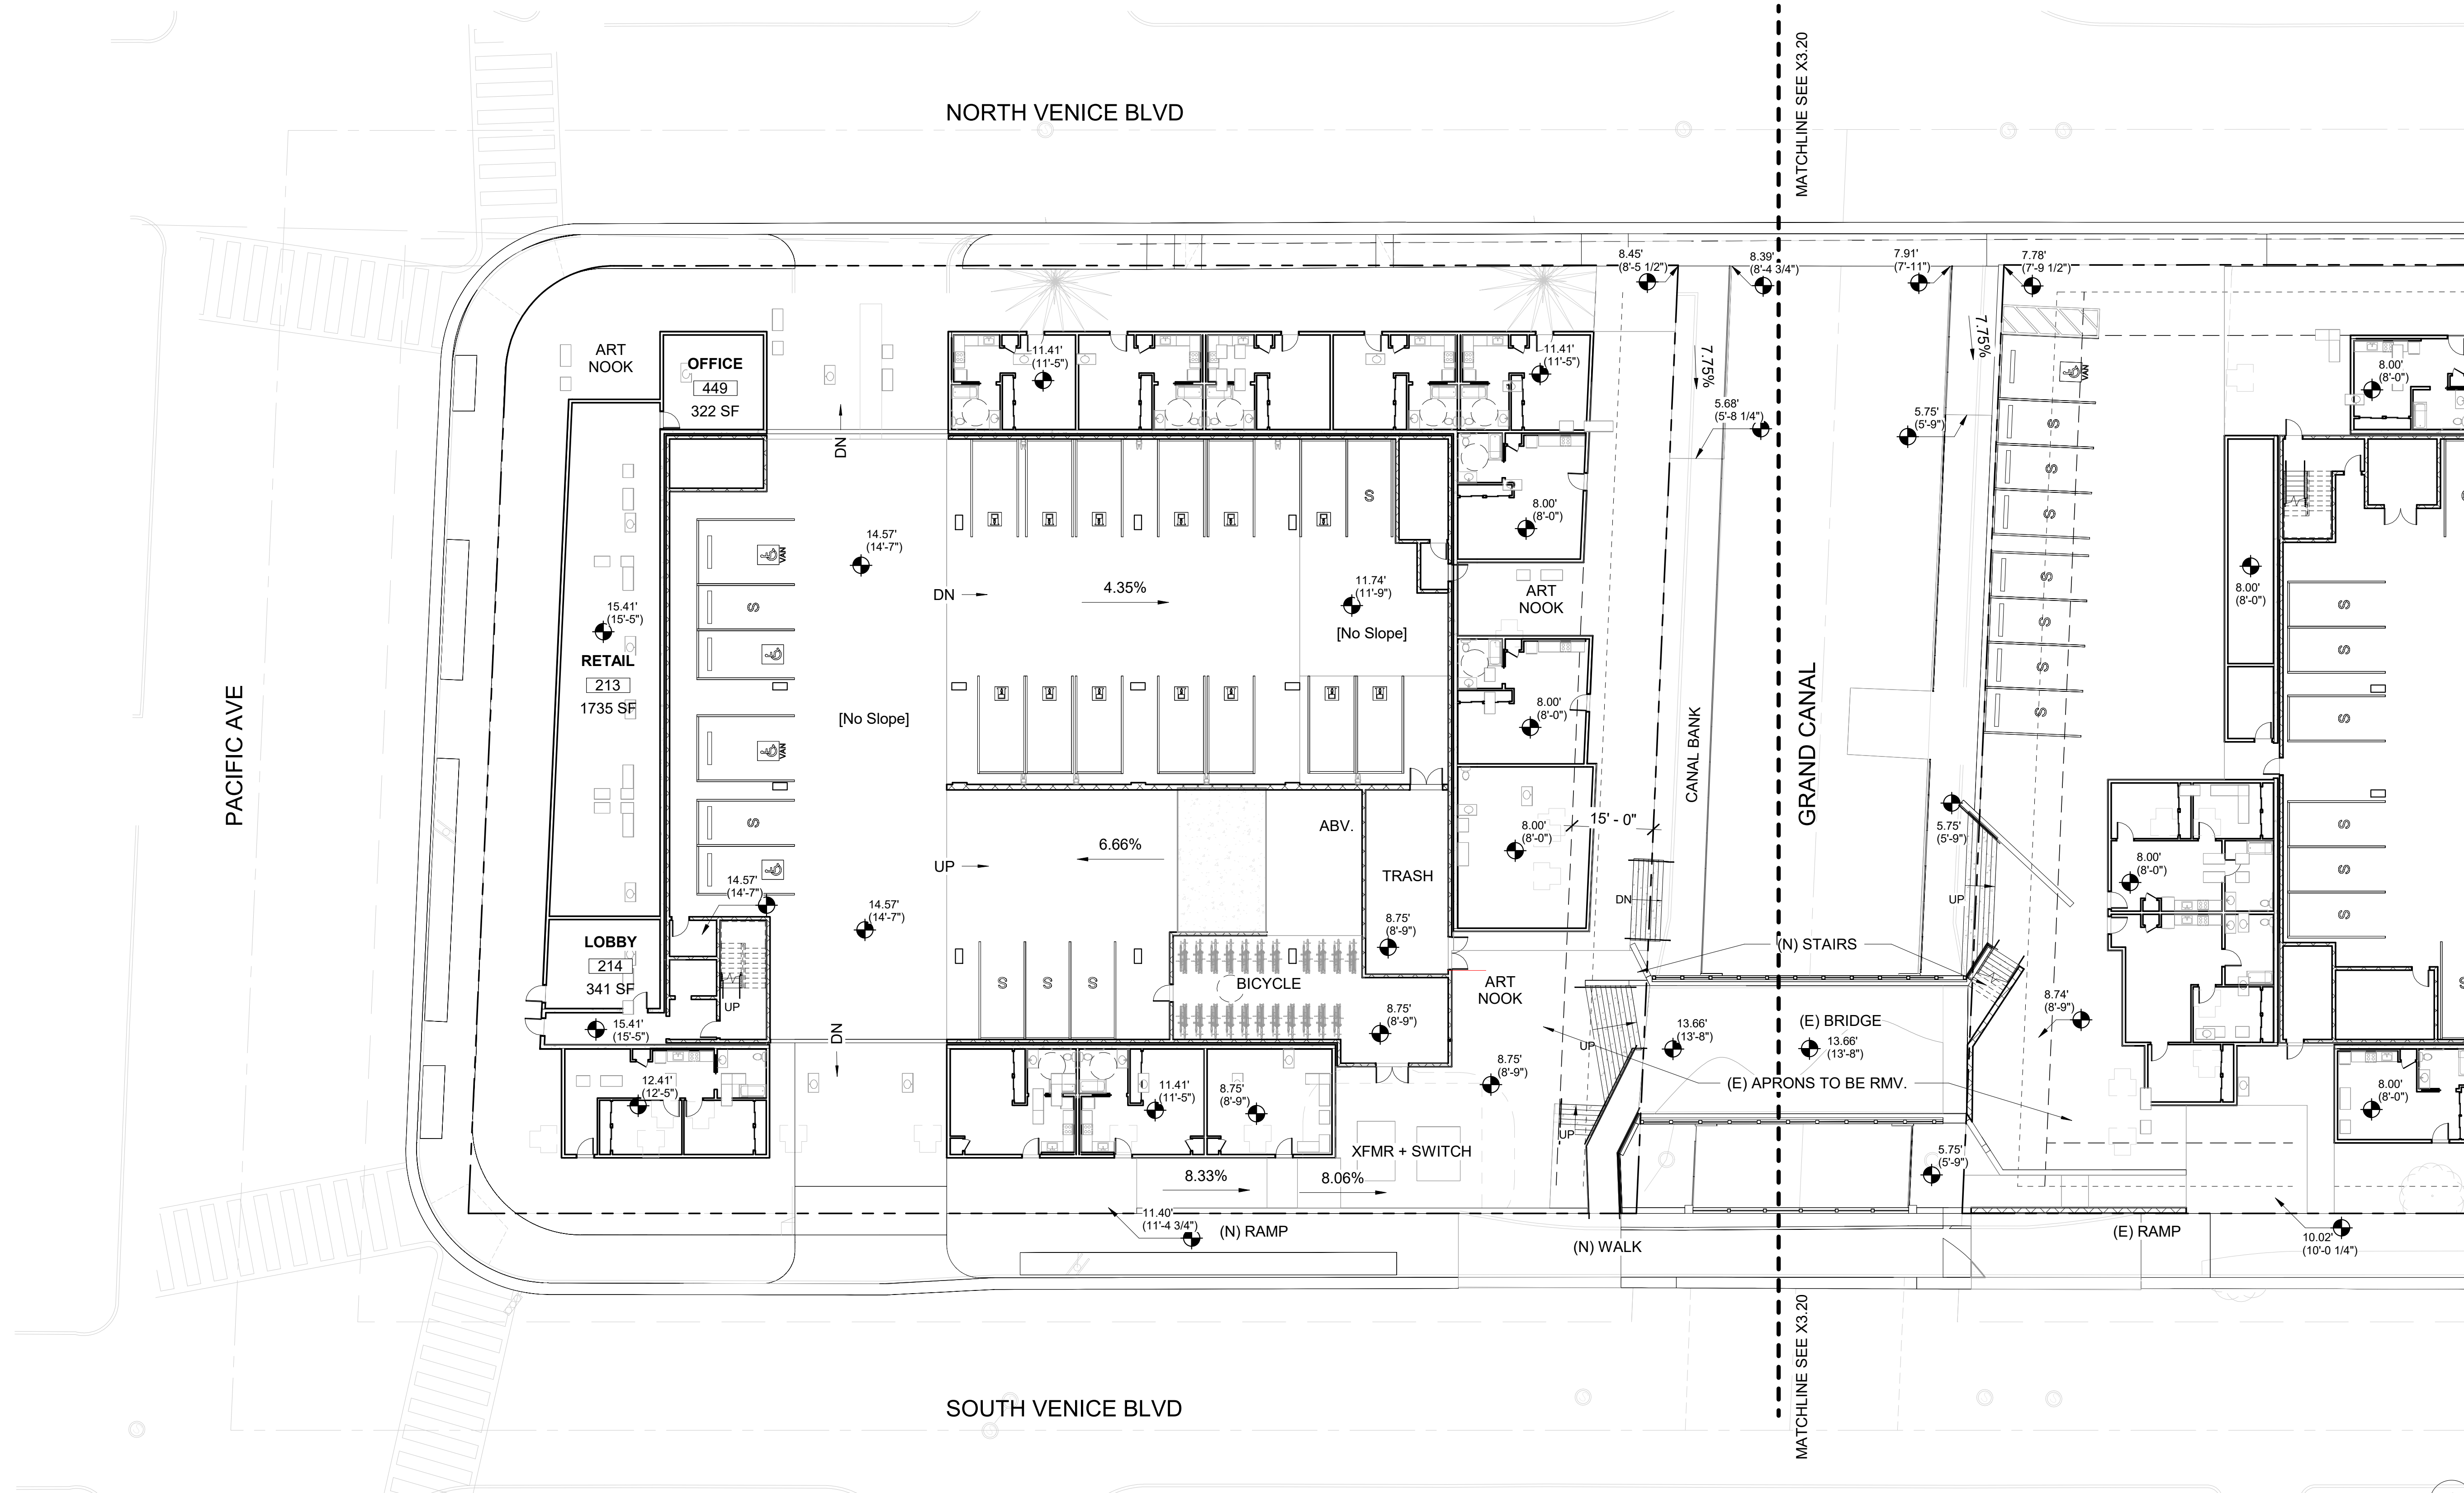 NORTH VENICE BLVD
MATCHLINE SEE X3.20
8.45'
(8'-5 1/2")
8.39'
(8'-4 3/4")
7.91'
(7'-11")
7.78'
(7'-9 1/2")
ART
NOOK
OFFICE
449
322 SF
DN
11.41'
(11'-5")
11.41'
(11'-5")
7.75%
7.75%
5.68'
(5'-8 1/4")
5.75'
(5'-9")
VAN
8.00'
(8'-0")
S
S
S
S
S
S
S
S
VAN
14.57'
(14'-7")
8.00'
(8'-0")
DN
4.35%
11.74'
(11'-9")
[No Slope]
ART
NOOK
8.00'
(8'-0")
S
S
S
15.41'
(15'-5")
RETAIL
213
1735 SF
[No Slope]
VAN
S
8.00'
(8'-0")
PACIFIC AVE
CANAL BANK
GRAND CANAL
S
S
S
ABV.
6.66%
UP
8.00'
(8'-0")
15' - 0"
5.75'
(5'-9")
8.00'
(8'-0")
TRASH
14.57'
(14'-7")
14.57'
(14'-7")
8.75'
(8'-9")
DN
UP
LOBBY
214
341 SF
UP
S
S
S
BICYCLE
ART
NOOK
(N) STAIRS
15.41'
(15'-5")
DN
8.75'
(8'-9")
UP
13.66'
(13'-8")
(E) BRIDGE
13.66'
(13'-8")
8.74'
(8'-9")
12.41'
(12'-5")
11.41'
(11'-5")
8.75'
(8'-9")
8.75'
(8'-9")
(E) APRONS TO BE RMV.
8.00'
(8'-0")
UP
XFMR + SWITCH
8.33%
8.06%
5.75'
(5'-9")
11.40'
(11'-4 3/4")
(N) RAMP
(N) WALK
(E) RAMP
10.02'
(10'-0 1/4")
MATCHLINE SEE X3.20
SOUTH VENICE BLVD